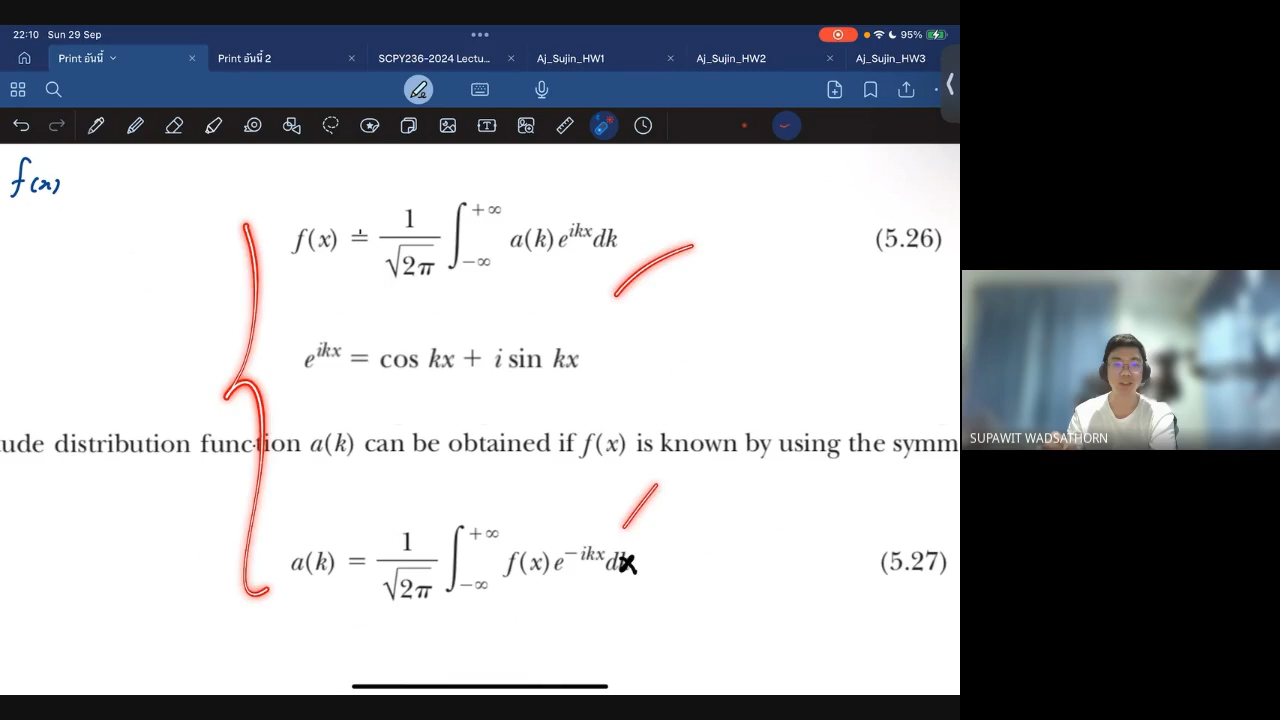 22:10 Sun 29 Sep
95%
Print อันนี้
Print อันนี้ 2
SCPY236-2024 Lectu...
Aj_Sujin_HW1
Aj_Sujin_HW2
Aj_Sujin_HW3
f(x)
f(x) ≐ 1/√2π ∫_{-∞}^{+∞} a(k) e^{ikx} dk (5.26)
e^{ikx} = cos kx + i sin kx
tude distribution function a(k) can be obtained if f(x) is known by using the symm
a(k) = 1/√2π ∫_{-∞}^{+∞} f(x) e^{-ikx} dx (5.27)
SUPAWIT WADSATHORN